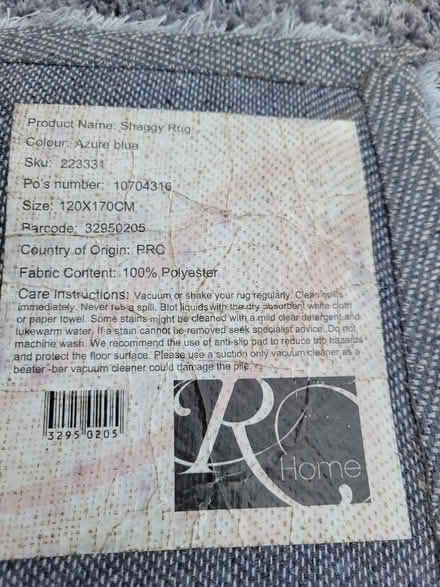 Product Name: Shaggy Rug
Colour: Azure blue
Sku: 223331
Po's number: 10704316
Size: 120X170CM
Barcode: 32950205
Country of Origin: PRC
Fabric Content: 100% Polyester
Care Instructions: Vacuum or shake your rug regularly. Clean spills
immediately. Never rub a spill. Blot liquids with the dry absorbent white cloth
or paper towel. Some stains might be cleaned with a mild clear detergent and
lukewarm water. If a stain cannot be removed seek specialist advice. Do not
machine wash. We recommend the use of anti-slip pad to reduce trip hazards
and protect the floor surface. Please use a suction only vacuum cleaner as a
beater -bar vacuum cleaner could damage the pile.
3295 0205
R
Home